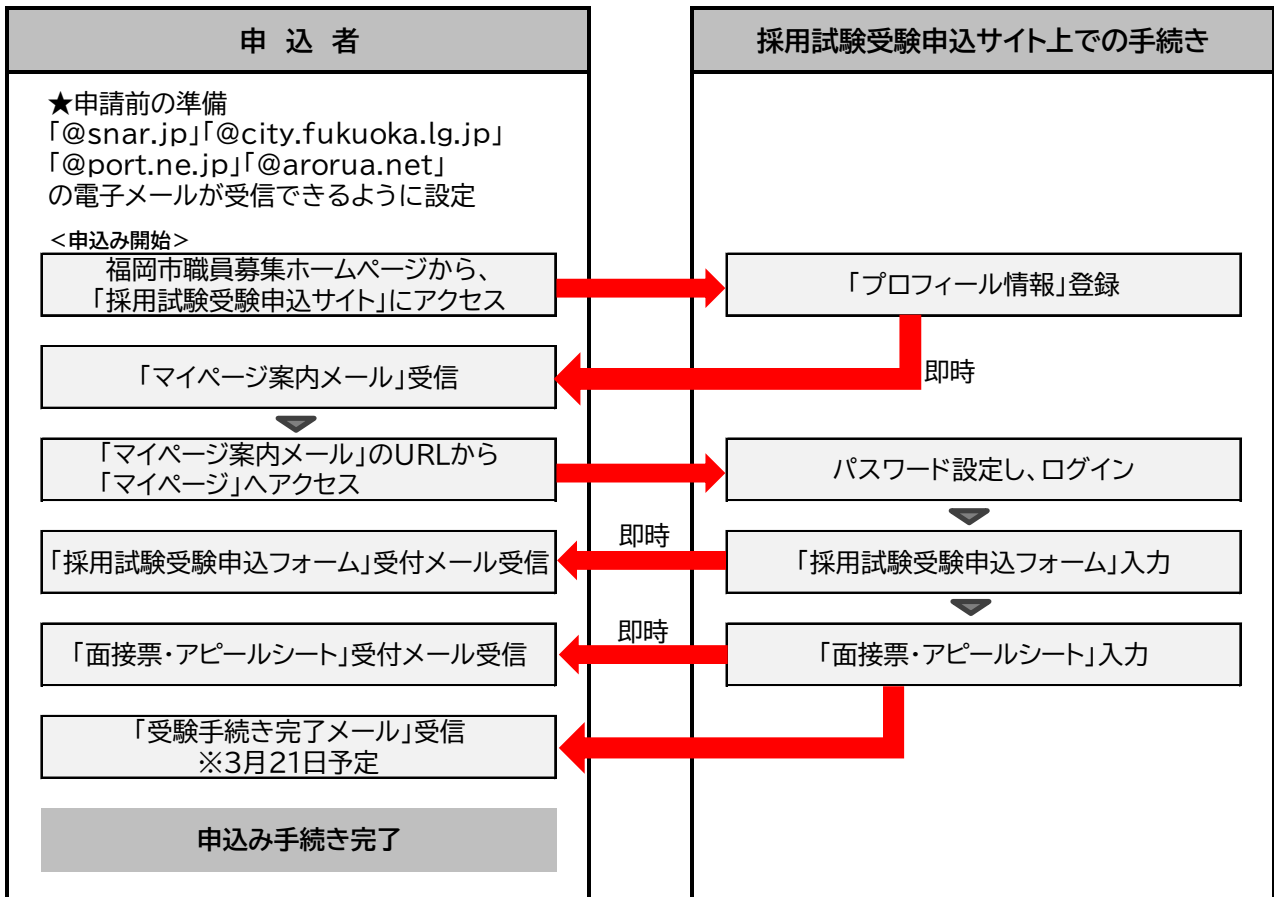 申 込 者
採用試験受験申込サイト上での手続き
★申請前の準備
「@snar.jp」「@city.fukuoka.lg.jp」
「@port.ne.jp」「@arorua.net」
の電子メールが受信できるように設定
<申込み開始>
福岡市職員募集ホームページから、
「採用試験受験申込サイト」にアクセス
「プロフィール情報」登録
「マイページ案内メール」受信
即時
「マイページ案内メール」のURLから
「マイページ」へアクセス
パスワード設定し、ログイン
「採用試験受験申込フォーム」受付メール受信
即時
「採用試験受験申込フォーム」入力
「面接票・アピールシート」受付メール受信
即時
「面接票・アピールシート」入力
「受験手続き完了メール」受信
※3月21日予定
申込み手続き完了